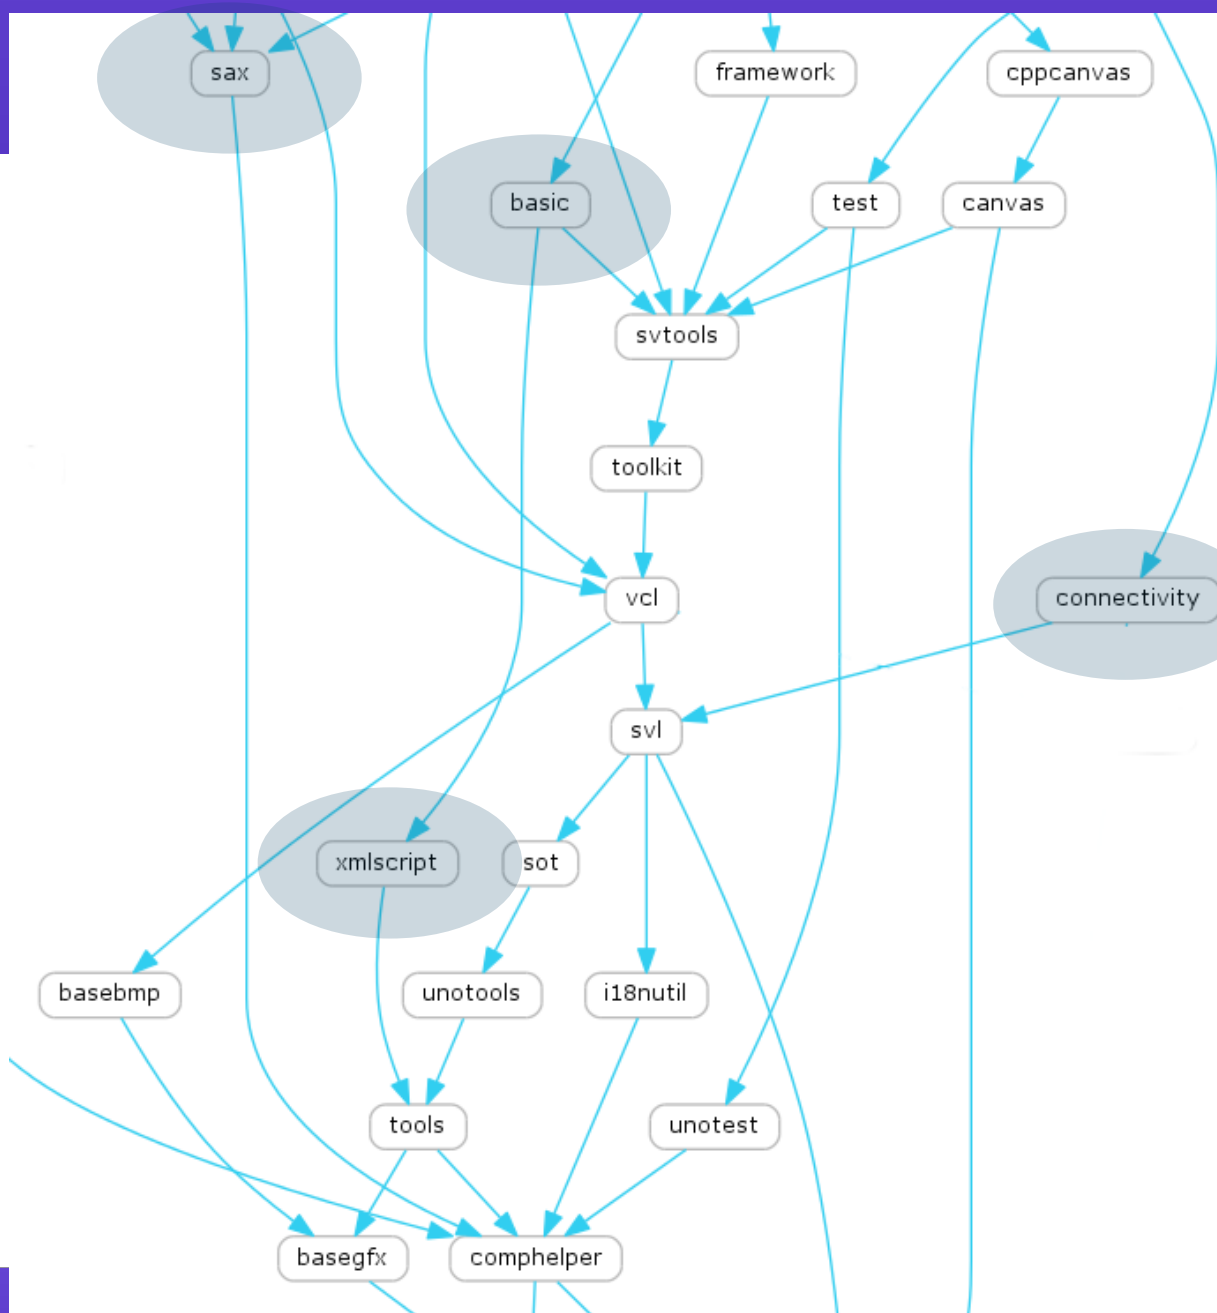 sax
framework
cppcanvas
basic
test
canvas
svtools
toolkit
vcl
connectivity
svl
xmlscript
sot
basebmp
unotools
i18nutil
tools
unotest
basegfx
comphelper